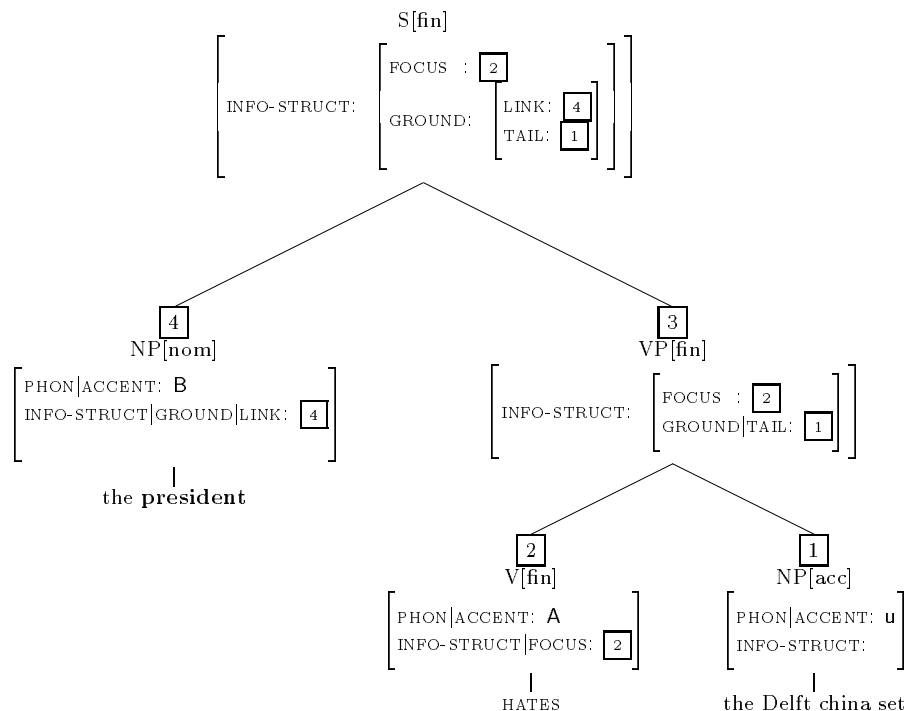 S[fin]
FOCUS : 2
INFO-STRUCT:
LINK: 4
GROUND:
TAIL: 1
4
3
NP[nom]
VP[fin]
PHON|ACCENT: B
INFO-STRUCT|GROUND|LINK: 4
FOCUS : 2
INFO-STRUCT:
GROUND|TAIL: 1
the president
2
1
V[fin]
NP[acc]
PHON|ACCENT: A
INFO-STRUCT|FOCUS: 2
PHON|ACCENT: u
INFO-STRUCT:
HATES
the Delft china set